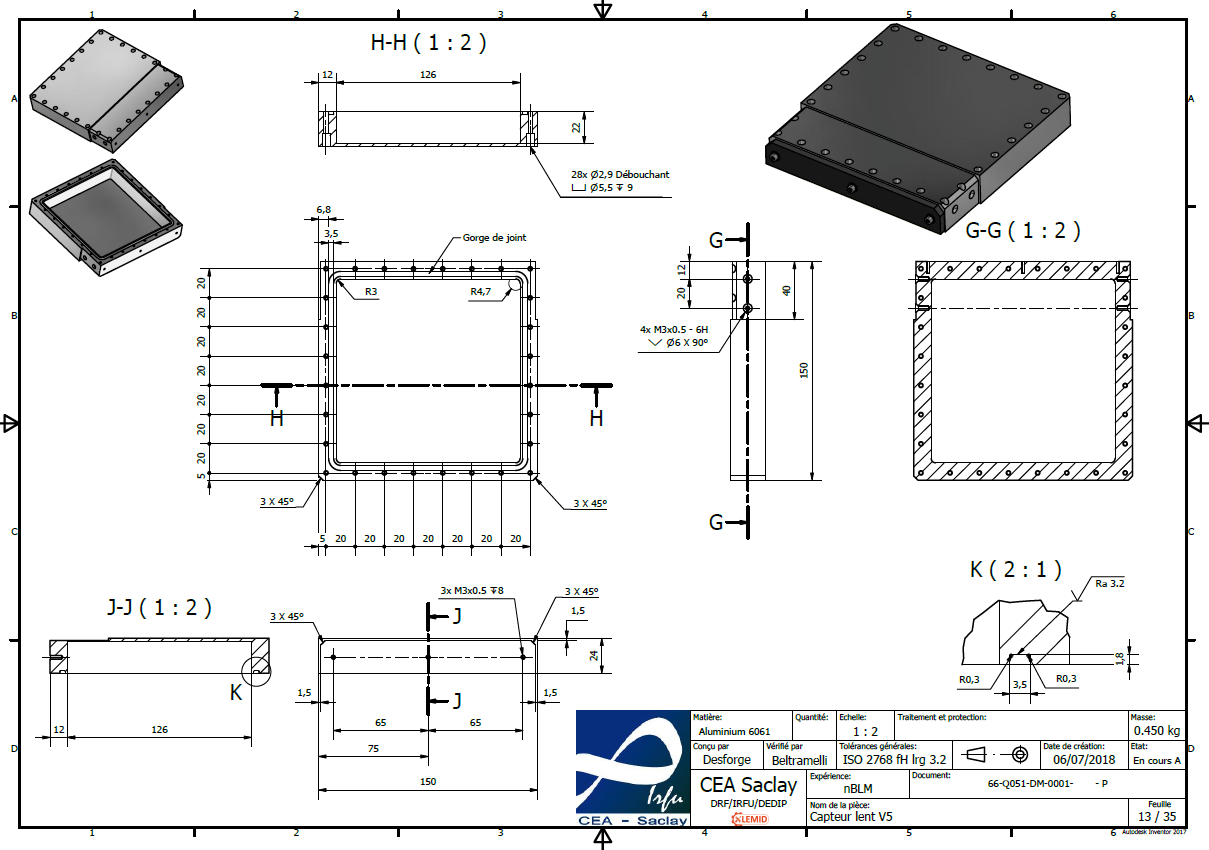 1 2 3 4 5 6
A
A
B
B
C
C
D
D
H-H ( 1 : 2 )
12
126
22
28x Ø2,9 Débouchant
⌴ Ø5,5 ↧ 9
6,8
3,5
Gorge de joint
R3
R4,7
20
20
20
20
20
20
20
5
H
H
3 X 45°
3 X 45°
5 20 20 20 20 20 20 20
G
12
20
40
150
4x M3x0.5 - 6H
⌵ Ø6 X 90°
G
G-G ( 1 : 2 )
J-J ( 1 : 2 )
K
12
126
3x M3x0.5 ↧8
3 X 45°
3 X 45°
J
J
1,5
24
1,5
1,5
65
65
75
150
K ( 2 : 1 )
Ra 3.2
1,8
R0,3
R0,3
3,5
Irfu
CEA - Saclay
Matière:
Aluminium 6061
Quantité:
Echelle:
1 : 2
Traitement et protection:
Masse:
0.450 kg
Conçu par
Desforge
Vérifié par
Beltramelli
Tolérances générales:
ISO 2768 fH lrg 3.2
Date de création:
06/07/2018
Etat:
En cours A
CEA Saclay
DRF/IRFU/DEDIP
LEMID
Expérience:
nBLM
Document:
66-Q051-DM-0001- - P
Nom de la pièce:
Capteur lent V5
Feuille
13 / 35
1 2 3 4 5 6
Autodesk Inventor 2017